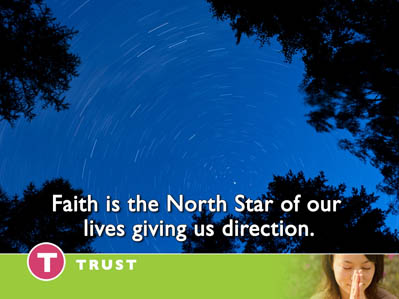 Faith is the North Star of our
lives giving us direction.
T TRUST